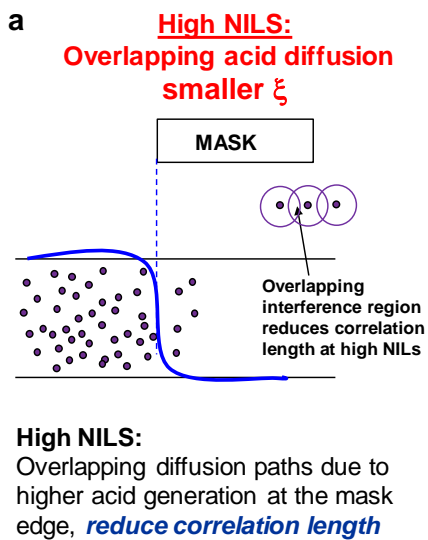 a
High NILS:
Overlapping acid diffusion
smaller ξ
MASK
Overlapping
interference region
reduces correlation
length at high NILs
High NILS:
Overlapping diffusion paths due to
higher acid generation at the mask
edge, reduce correlation length